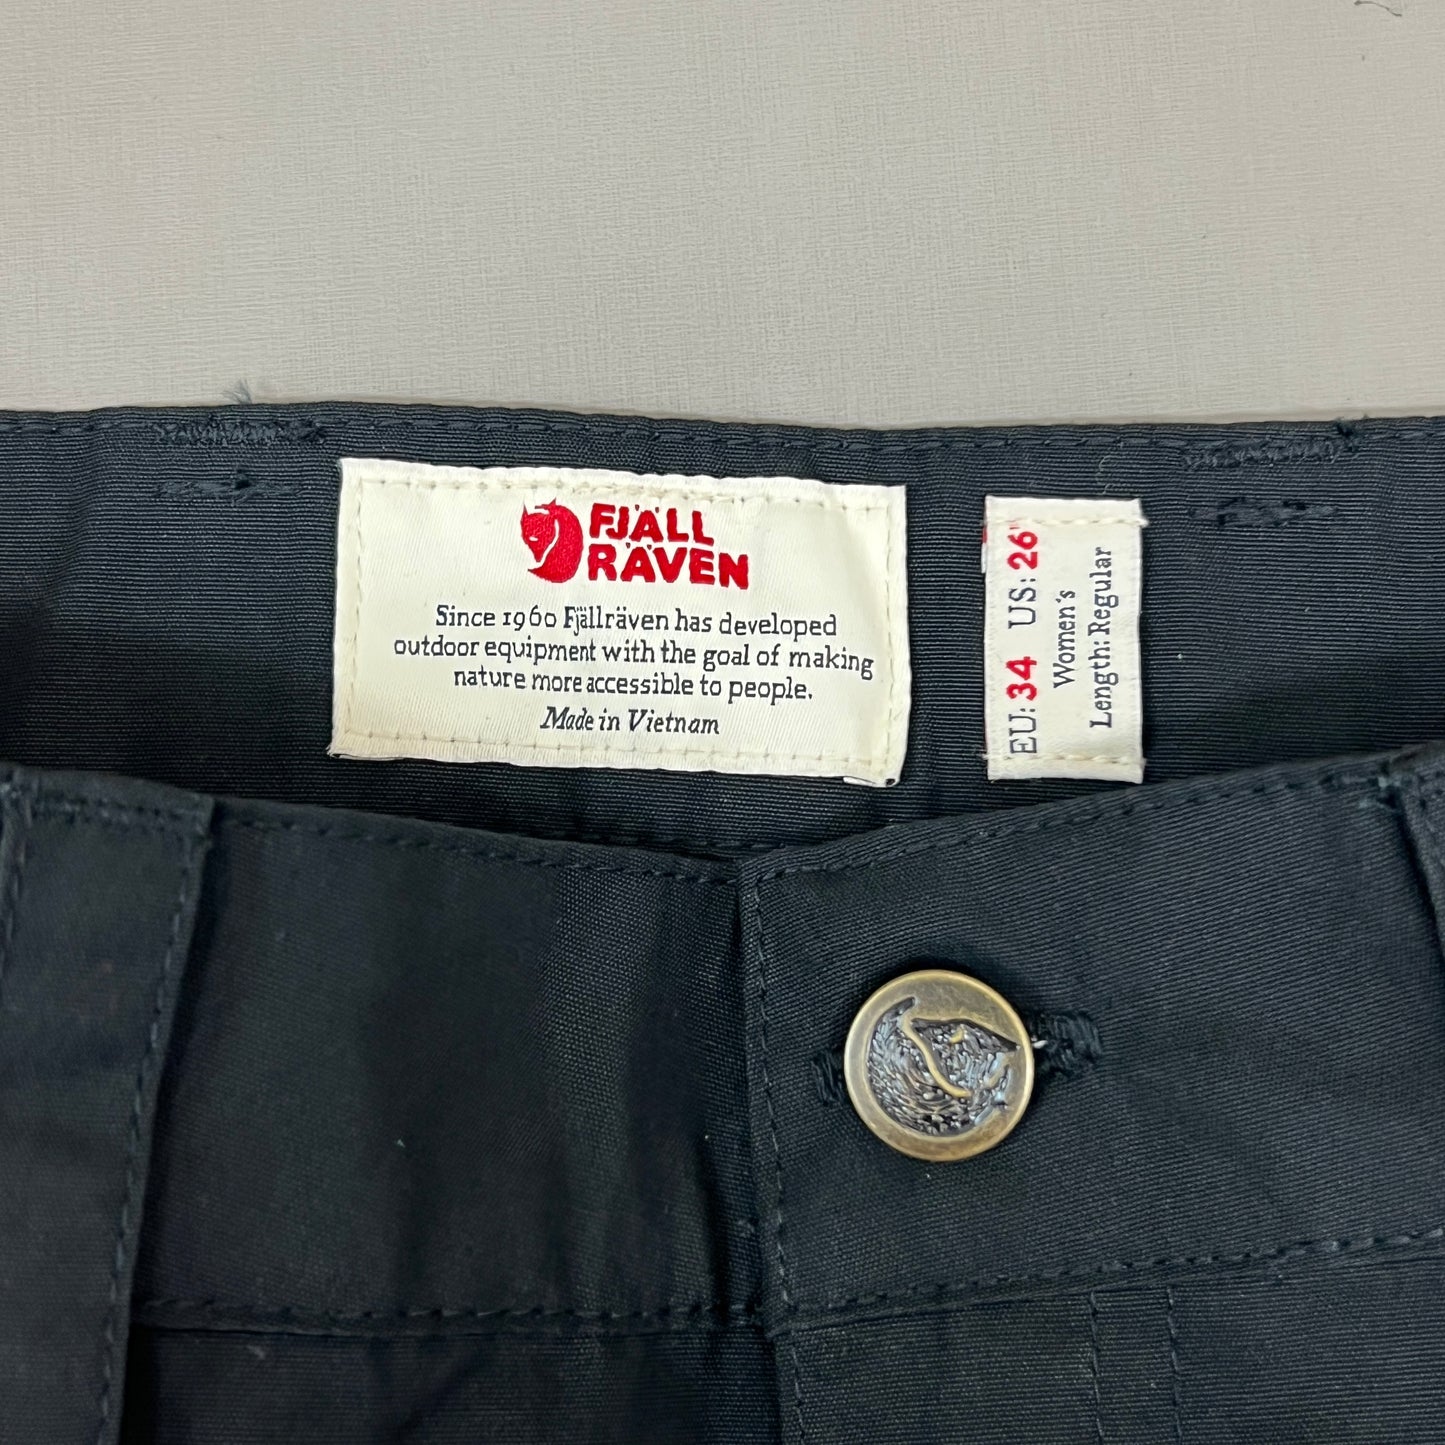 FJÄLL
RÄVEN
Since 1960 Fjällräven has developed
outdoor equipment with the goal of making
nature more accessible to people.
Made in Vietnam
EU: 34 US: 26"
Women's
Length: Regular